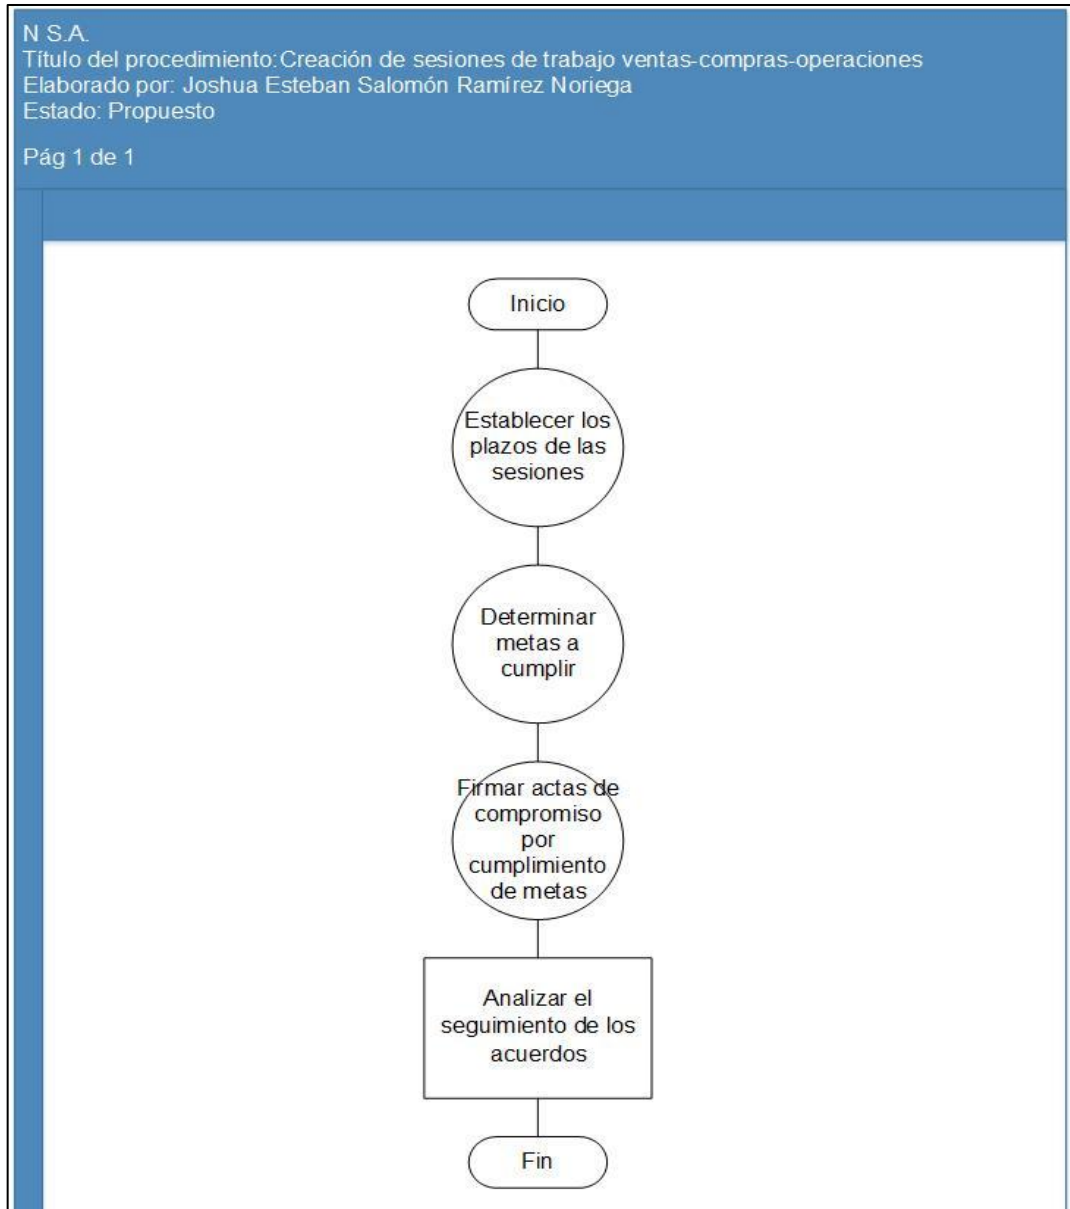 N S.A.
Título del procedimiento:Creación de sesiones de trabajo ventas-compras-operaciones
Elaborado por: Joshua Esteban Salomón Ramírez Noriega
Estado: Propuesto
Pág 1 de 1
Inicio
Establecer los
plazos de las
sesiones
Determinar
metas a
cumplir
Firmar actas de
compromiso
por
cumplimiento
de metas
Analizar el
seguimiento de los
acuerdos
Fin